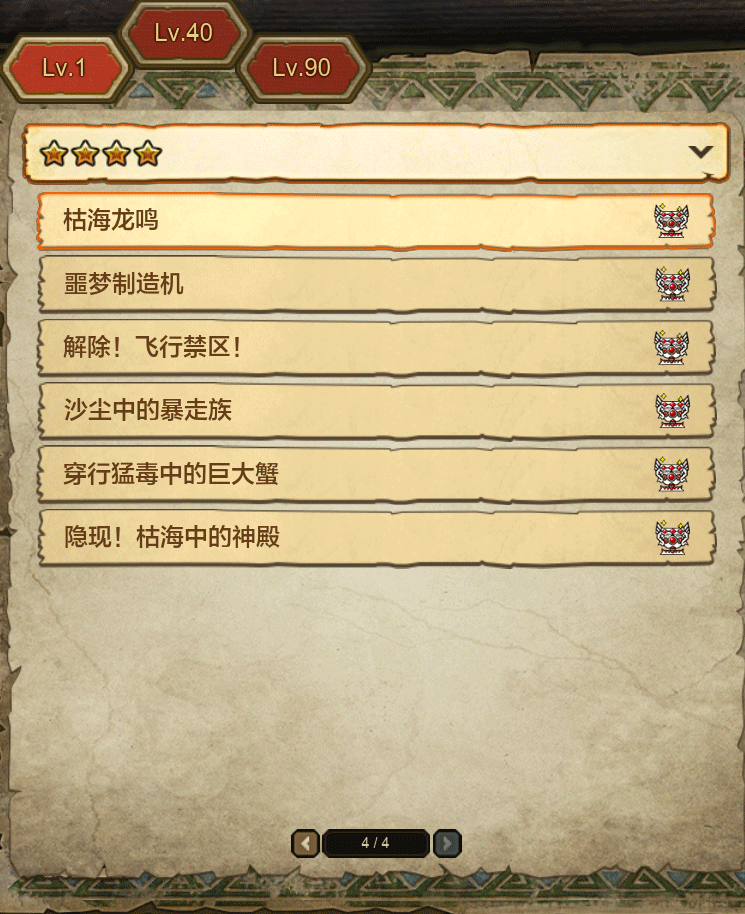 Lv.40
Lv.1
Lv.90
枯海龙鸣
噩梦制造机
解除！飞行禁区！
沙尘中的暴走族
穿行猛毒中的巨大蟹
隐现！枯海中的神殿
4 / 4